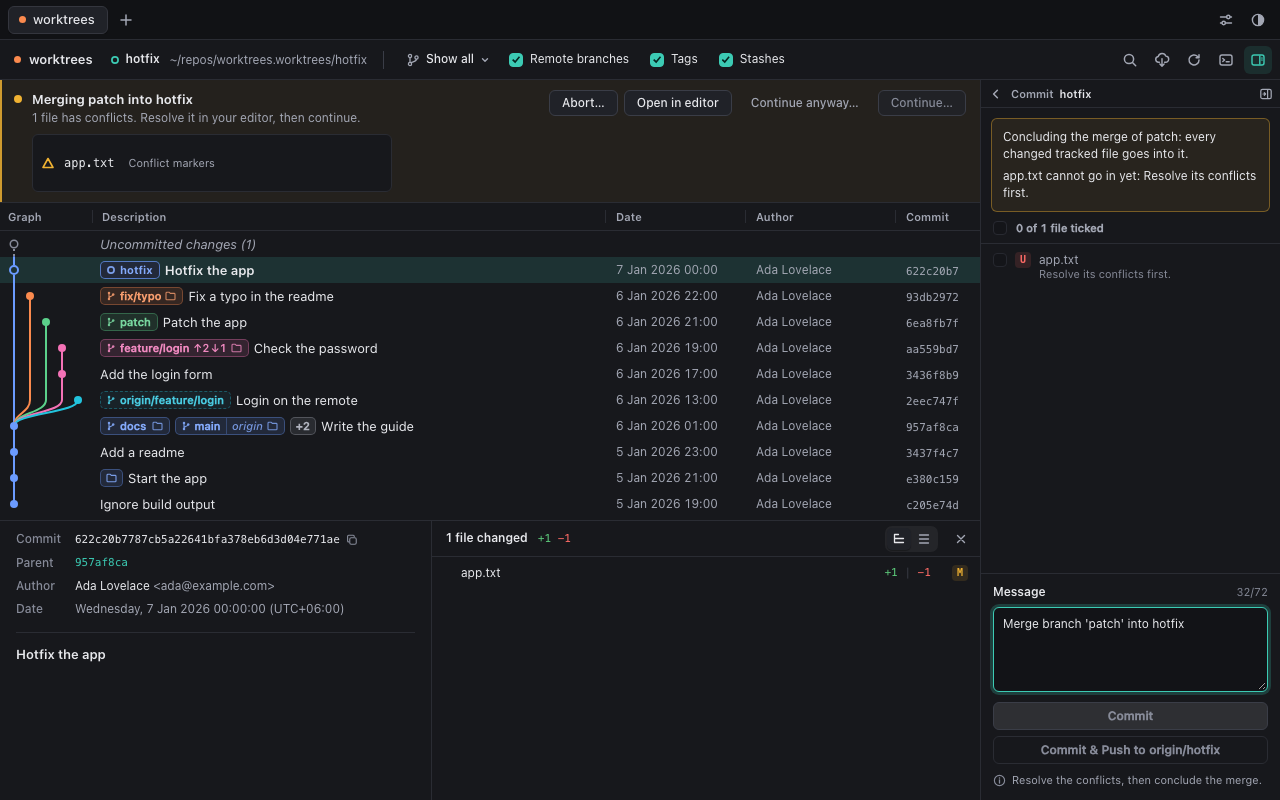 worktrees
worktrees hotfix ~/repos/worktrees.worktrees/hotfix Show all Remote branches Tags Stashes
Merging patch into hotfix
1 file has conflicts. Resolve it in your editor, then continue.
Abort... Open in editor Continue anyway... Continue...
app.txt Conflict markers
Graph Description Date Author Commit
Uncommitted changes (1)
hotfix Hotfix the app 7 Jan 2026 00:00 Ada Lovelace 622c20b7
fix/typo Fix a typo in the readme 6 Jan 2026 22:00 Ada Lovelace 93db2972
patch Patch the app 6 Jan 2026 21:00 Ada Lovelace 6ea8fb7f
feature/login ↑2↓1 Check the password 6 Jan 2026 19:00 Ada Lovelace aa559bd7
Add the login form 6 Jan 2026 17:00 Ada Lovelace 3436f8b9
origin/feature/login Login on the remote 6 Jan 2026 13:00 Ada Lovelace 2eec747f
docs main origin +2 Write the guide 6 Jan 2026 01:00 Ada Lovelace 957af8ca
Add a readme 5 Jan 2026 23:00 Ada Lovelace 3437f4c7
Start the app 5 Jan 2026 21:00 Ada Lovelace e380c159
Ignore build output 5 Jan 2026 19:00 Ada Lovelace c205e74d
Commit 622c20b7787cb5a22641bfa378eb6d3d04e771ae
Parent 957af8ca
Author Ada Lovelace <ada@example.com>
Date Wednesday, 7 Jan 2026 00:00:00 (UTC+06:00)
Hotfix the app
1 file changed +1 −1
app.txt +1 | −1 M
Commit hotfix
Concluding the merge of patch: every
changed tracked file goes into it.
app.txt cannot go in yet: Resolve its conflicts
first.
0 of 1 file ticked
U app.txt
Resolve its conflicts first.
Message 32/72
Merge branch 'patch' into hotfix
Commit
Commit & Push to origin/hotfix
Resolve the conflicts, then conclude the merge.